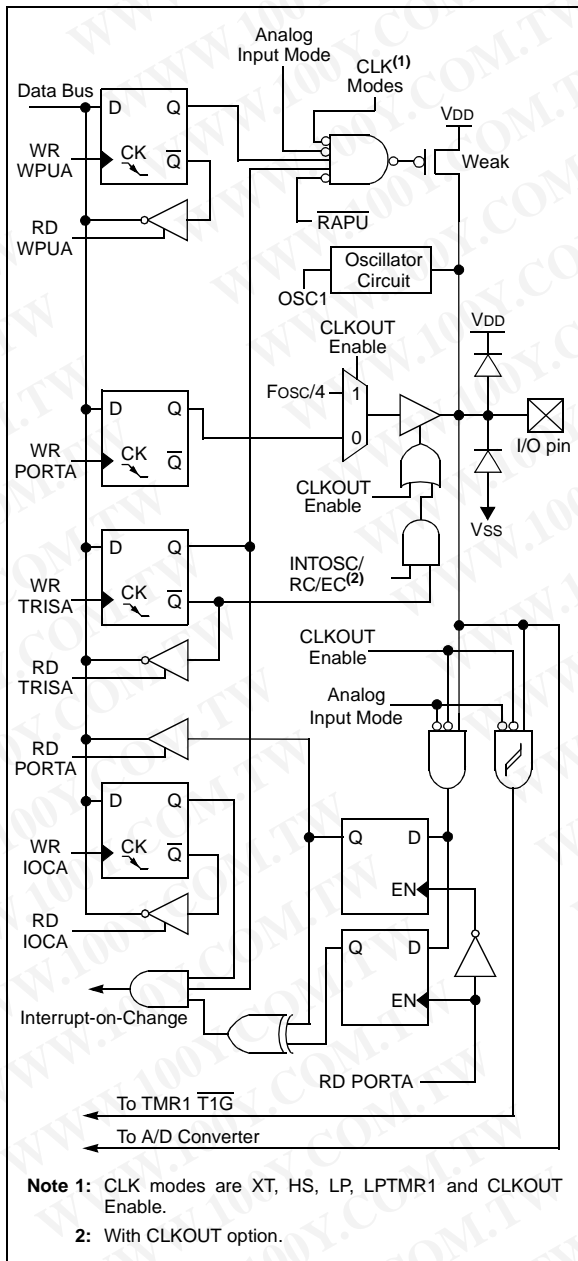 Analog
Input Mode
CLK(1)
Modes
Data Bus
D Q
VDD
WR
WPUA
CK Q
Weak
RD
WPUA
RAPU
Oscillator
Circuit
OSC1
CLKOUT
Enable
VDD
FOSC/4
1
D Q
0
I/O pin
WR
PORTA
CK Q
CLKOUT
Enable
VSS
D Q
INTOSC/
RC/EC(2)
WR
TRISA
CK Q
CLKOUT
Enable
RD
TRISA
Analog
Input Mode
RD
PORTA
D Q
Q D
WR
IOCA
CK Q
EN
RD
IOCA
Q D
EN
Interrupt-on-Change
RD PORTA
To TMR1 T1G
To A/D Converter
Note 1: CLK modes are XT, HS, LP, LPTMR1 and CLKOUT
Enable.
2: With CLKOUT option.
WWW.100Y.COM.TW